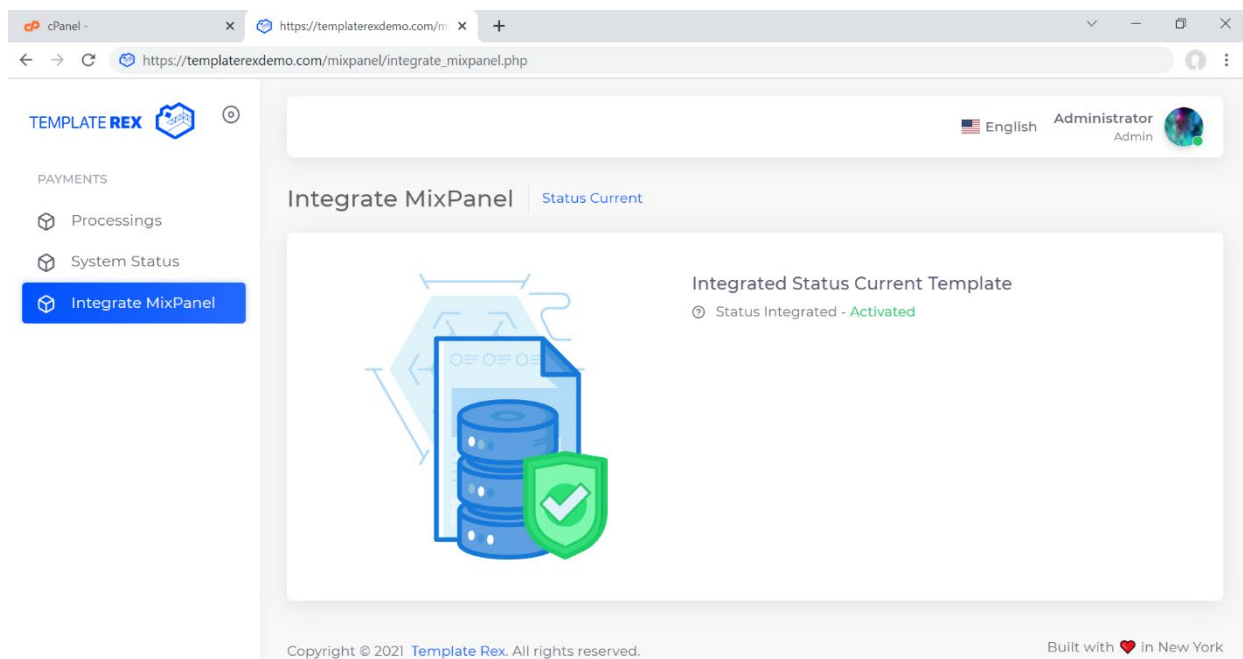 cP cPanel -
https://templaterexdemo.com/m
https://templaterexdemo.com/mixpanel/integrate_mixpanel.php
TEMPLATE REX
English
Administrator
Admin
PAYMENTS
Processings
System Status
Integrate MixPanel
Integrate MixPanel
Status Current
Integrated Status Current Template
Status Integrated - Activated
Copyright © 2021 Template Rex. All rights reserved.
Built with ❤ in New York